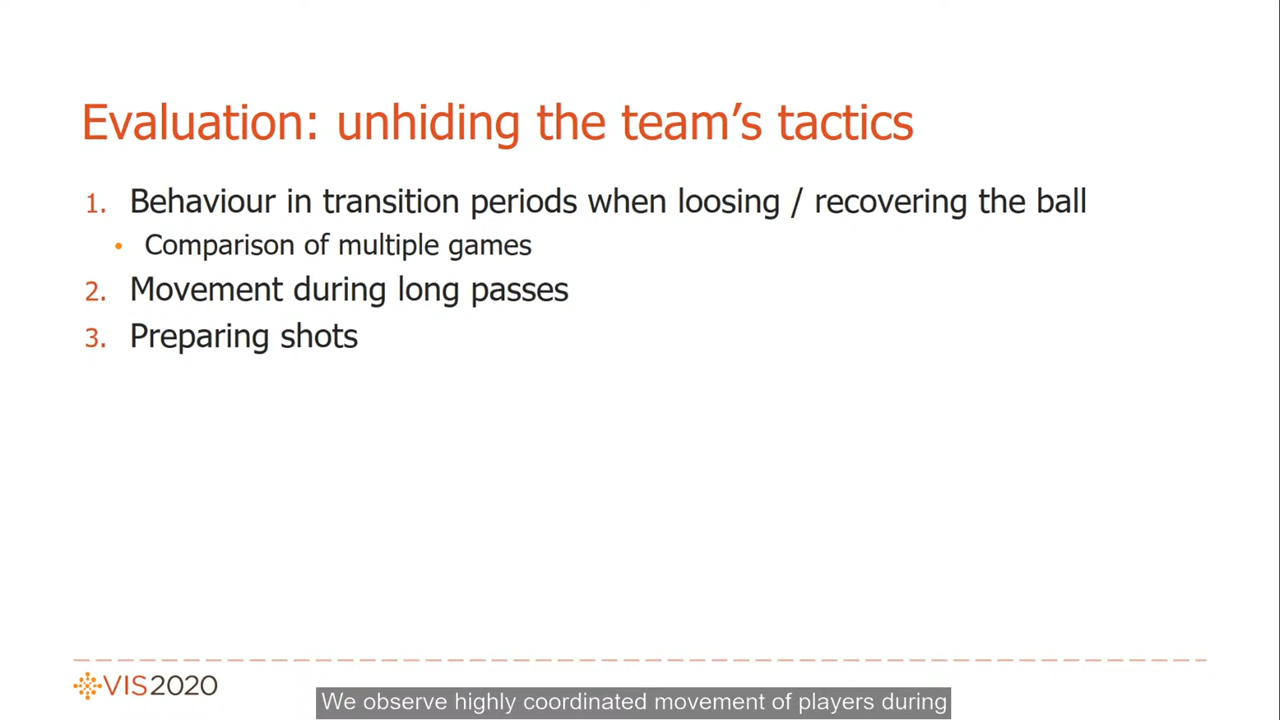 Evaluation: unhiding the team’s tactics
1. Behaviour in transition periods when loosing / recovering the ball
• Comparison of multiple games
2. Movement during long passes
3. Preparing shots
VIS2020
We observe highly coordinated movement of players during